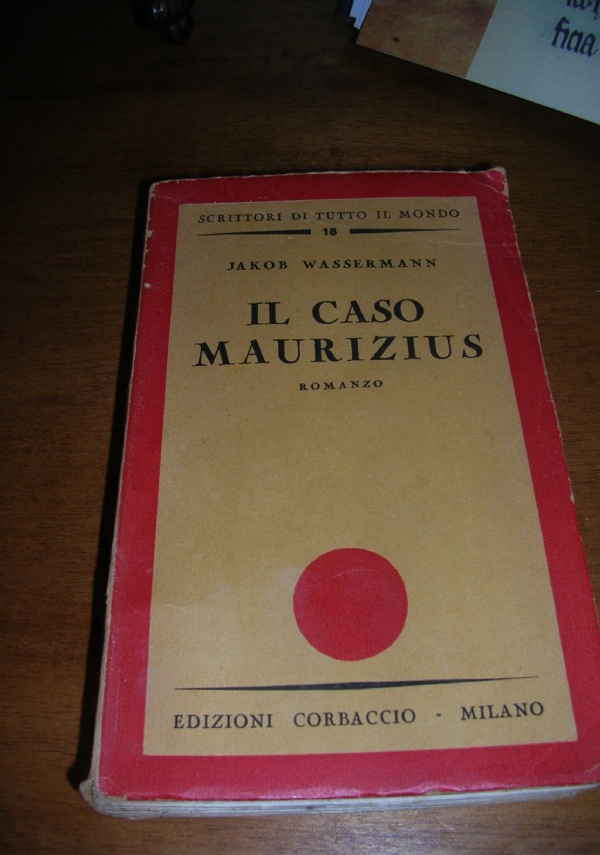 SCRITTORI DI TUTTO IL MONDO
18
JAKOB WASSERMANN
IL CASO
MAURIZIUS
ROMANZO
EDIZIONI CORBACCIO - MILANO